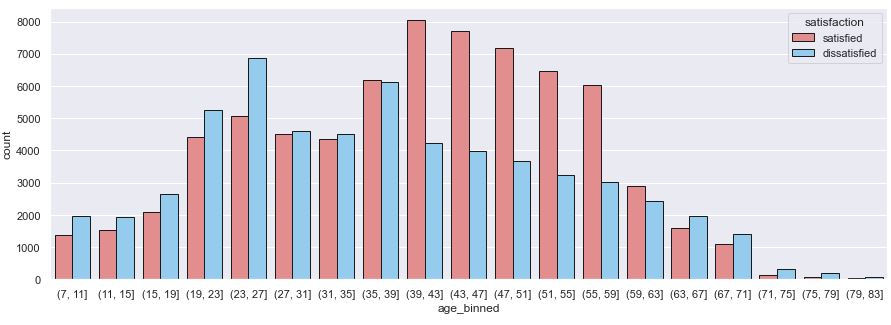 satisfaction
satisfied
dissatisfied
8000
7000
6000
5000
4000
3000
2000
1000
0
count
(7, 11] (11, 15] (15, 19] (19, 23] (23, 27] (27, 31] (31, 35] (35, 39] (39, 43] (43, 47] (47, 51] (51, 55] (55, 59] (59, 63] (63, 67] (67, 71] (71, 75] (75, 79] (79, 83]
age_binned